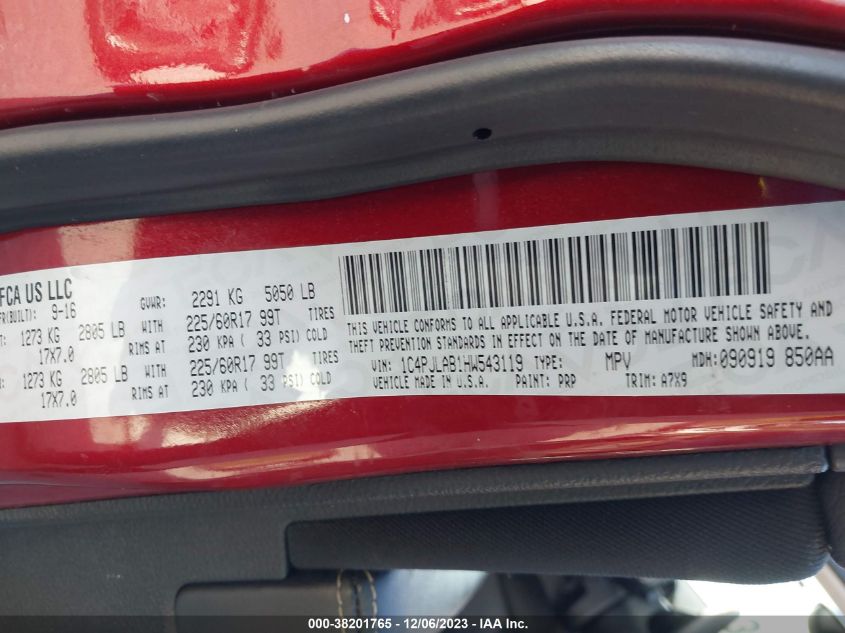 FCA US LLC
FR(BUILT): 9-16
GVWR: 2291 KG 5050 LB
T: 1273 KG 2805 LB WITH 225/60R17 99T TIRES
17X7.0 RIMS AT 230 KPA ( 33 PSI) COLD
1273 KG 2805 LB WITH 225/60R17 99T TIRES
17X7.0 RIMS AT 230 KPA ( 33 PSI) COLD
THIS VEHICLE CONFORMS TO ALL APPLICABLE U.S.A. FEDERAL MOTOR VEHICLE SAFETY AND
THEFT PREVENTION STANDARDS IN EFFECT ON THE DATE OF MANUFACTURE SHOWN ABOVE.
VIN: 1C4PJLAB1HW543119 TYPE: MPV MDH: 090919 850AA
VEHICLE MADE IN U.S.A. PAINT: PRP TRIM: A7X9
000-38201765 - 12/06/2023 - IAA Inc.